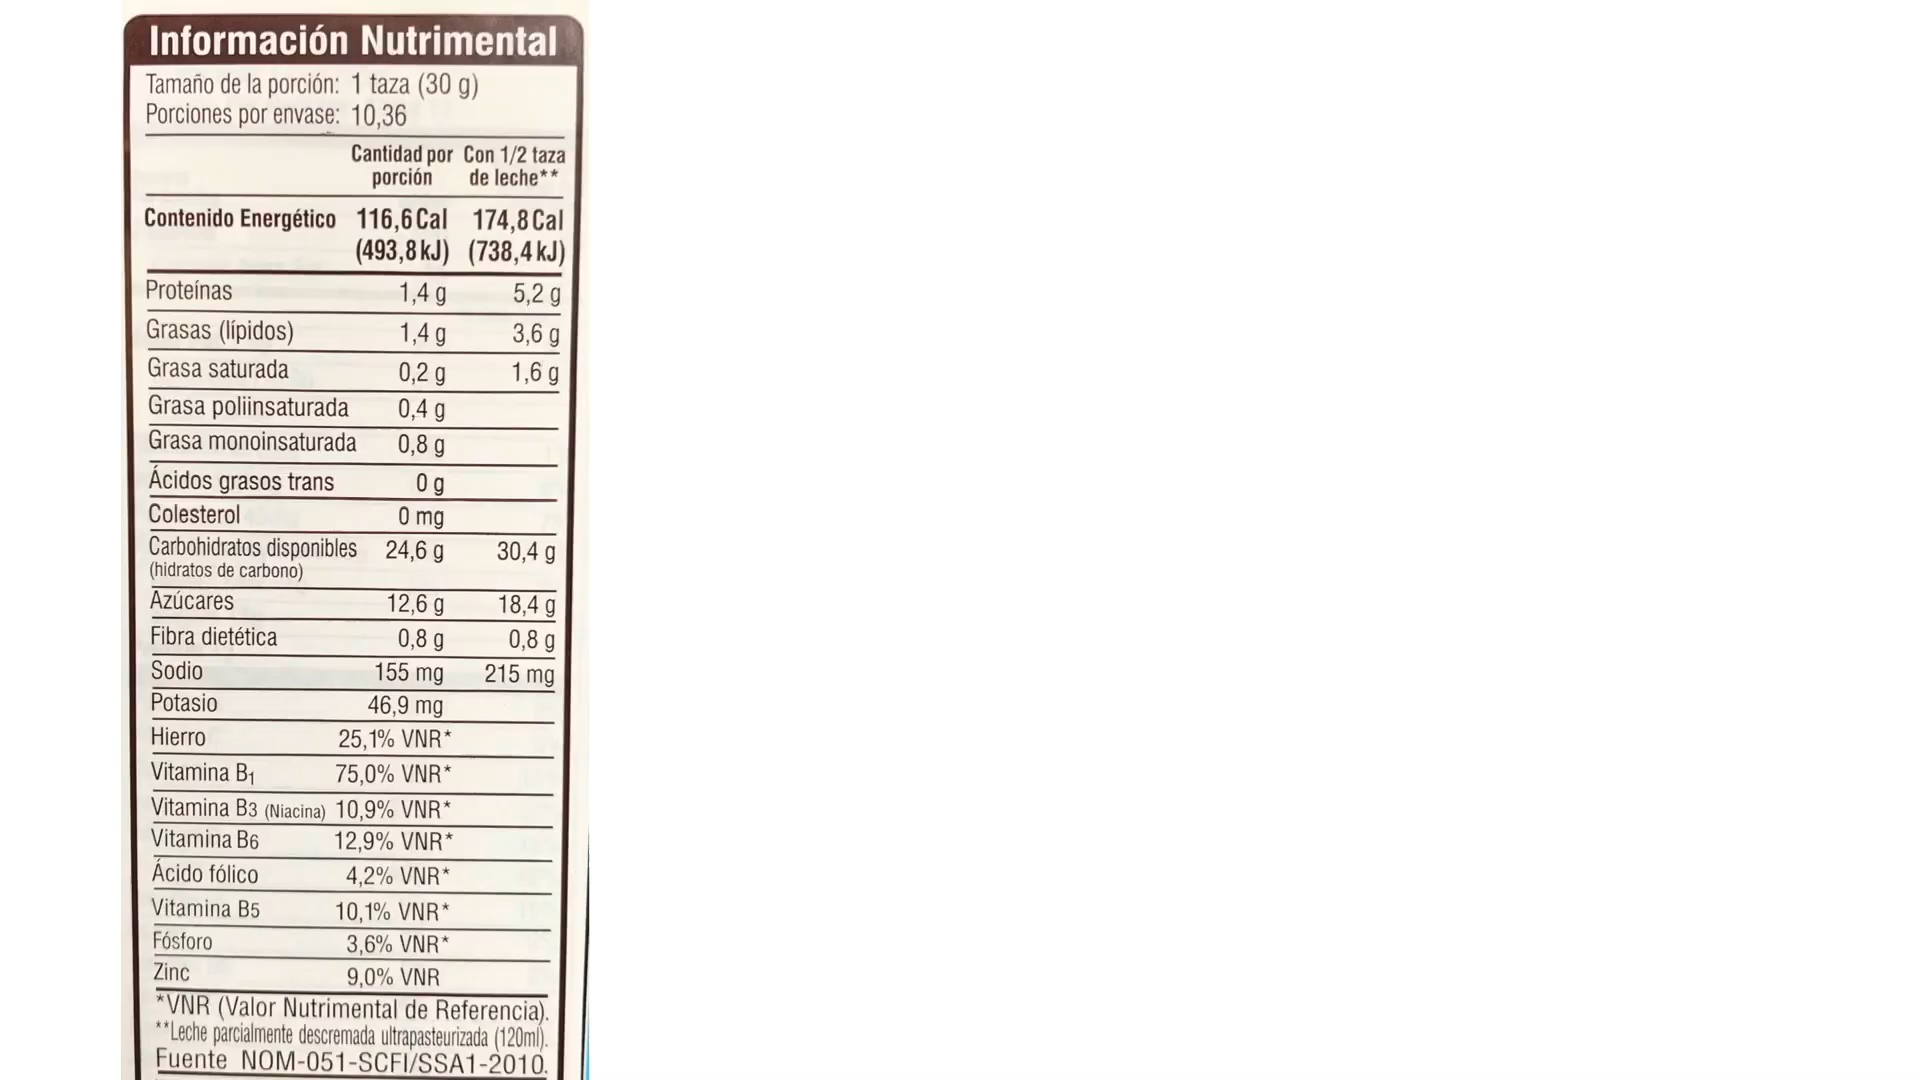 Información Nutrimental
Tamaño de la porción: 1 taza (30 g)
Porciones por envase: 10,36
Cantidad por Con 1/2 taza
porción de leche**
Contenido Energético 116,6 Cal 174,8 Cal
(493,8 kJ) (738,4 kJ)
Proteínas 1,4 g 5,2 g
Grasas (lípidos) 1,4 g 3,6 g
Grasa saturada 0,2 g 1,6 g
Grasa poliinsaturada 0,4 g
Grasa monoinsaturada 0,8 g
Ácidos grasos trans 0 g
Colesterol 0 mg
Carbohidratos disponibles 24,6 g 30,4 g
(hidratos de carbono)
Azúcares 12,6 g 18,4 g
Fibra dietética 0,8 g 0,8 g
Sodio 155 mg 215 mg
Potasio 46,9 mg
Hierro 25,1% VNR*
Vitamina B1 75,0% VNR*
Vitamina B3 (Niacina) 10,9% VNR*
Vitamina B6 12,9% VNR*
Ácido fólico 4,2% VNR*
Vitamina B5 10,1% VNR*
Fósforo 3,6% VNR*
Zinc 9,0% VNR
*VNR (Valor Nutrimental de Referencia).
**Leche parcialmente descremada ultrapasteurizada (120ml).
Fuente NOM-051-SCFI/SSA1-2010.